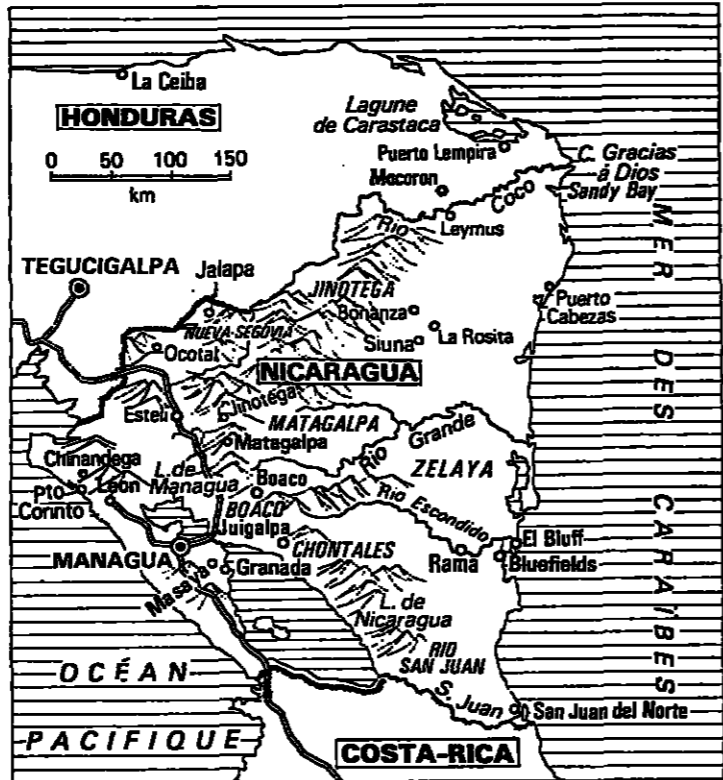 La Ceiba
HONDURAS
0 50 100 150
km
Lagune
de Carastaca
Puerto Lempira
Mocoron
C. Gracias
à Dios
Sandy Bay
Rio Coco
Leymus
TEGUCIGALPA
Jalapa
JINOTEGA
Bonanza
Puerto
Cabezas
NUEVA-SEGOVIA
Ocotal
Siuna
La Rosita
NICARAGUA
Esteli
Jinotega
MATAGALPA
Matagalpa
Rio Grande
ZELAYA
Chinandega
León
L. de
Managua
Pto
Corinto
Boaco
BOACO
Rio Escondido
Juigalpa
CHONTALES
El Bluff
Bluefields
Rama
MANAGUA
Granada
Masaya
L. de
Nicaragua
RIO
SAN JUAN
S. Juan
San Juan del Norte
OCÉAN
PACIFIQUE
COSTA-RICA
MER DES CARAÏBES